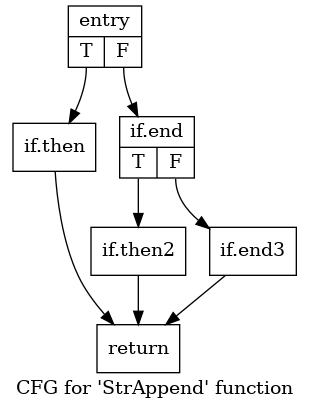 entry
T F
if.then
if.end
T F
if.then2
if.end3
return
CFG for 'StrAppend' function